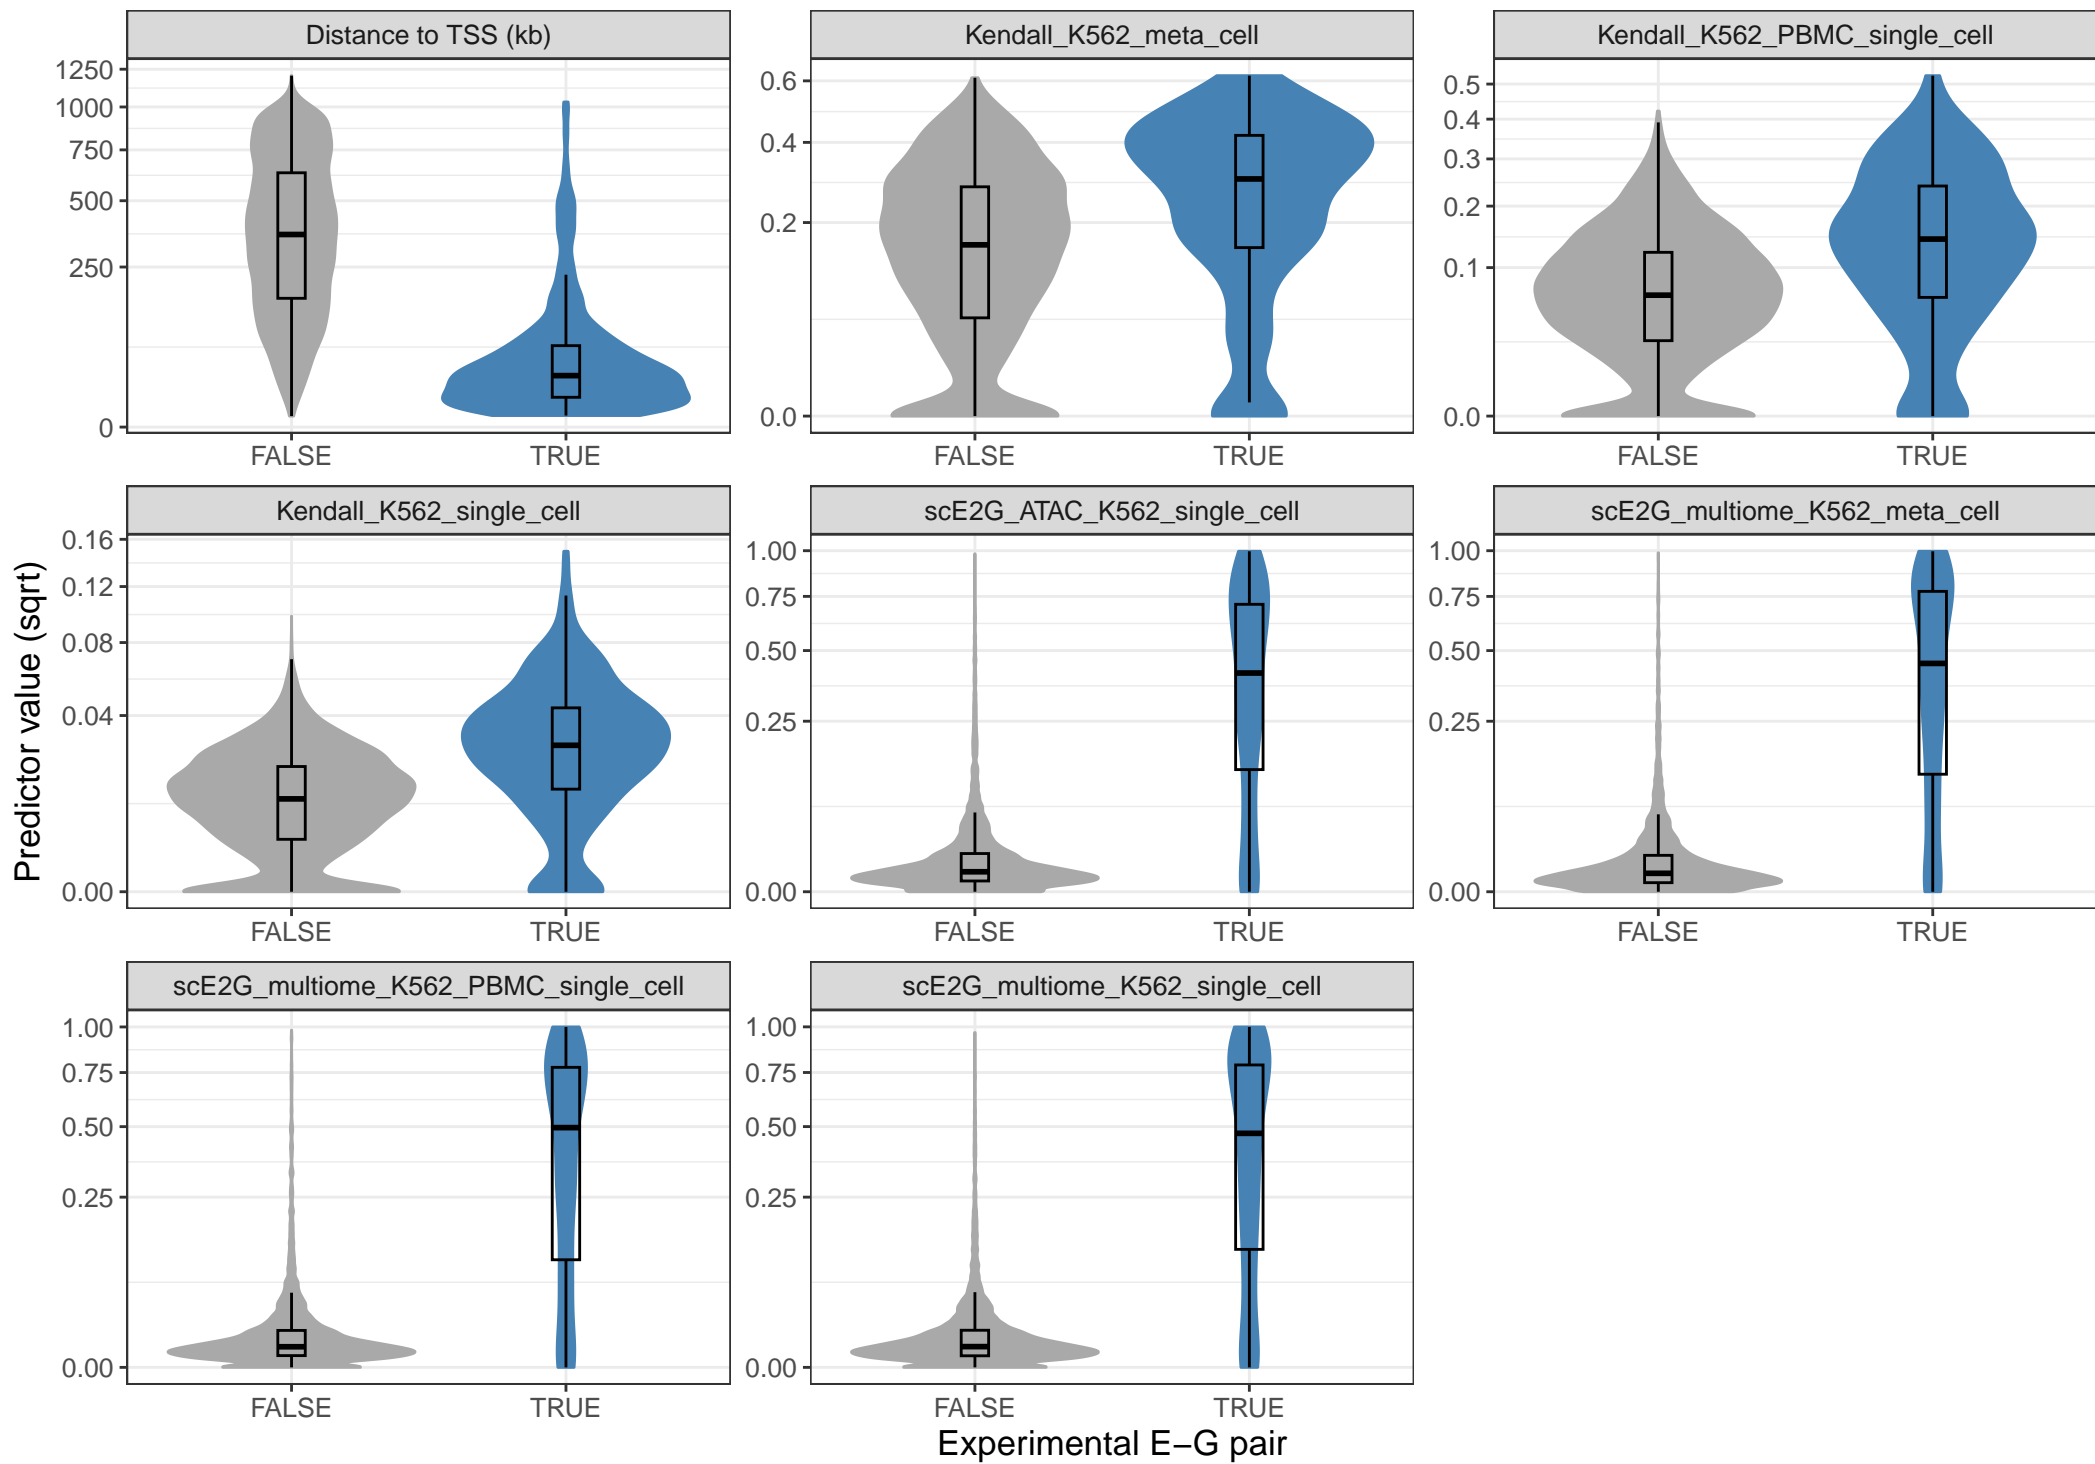 Distance to TSS (kb)
Kendall_K562_meta_cell
Kendall_K562_PBMC_single_cell
1250
1000
750
500
250
0
0.6
0.4
0.2
0.0
0.5
0.4
0.3
0.2
0.1
0.0
FALSE
TRUE
FALSE
TRUE
FALSE
TRUE
Predictor value (sqrt)
Kendall_K562_single_cell
scE2G_ATAC_K562_single_cell
scE2G_multiome_K562_meta_cell
0.16
0.12
0.08
0.04
0.00
1.00
0.75
0.50
0.25
0.00
1.00
0.75
0.50
0.25
0.00
FALSE
TRUE
FALSE
TRUE
FALSE
TRUE
scE2G_multiome_K562_PBMC_single_cell
scE2G_multiome_K562_single_cell
1.00
0.75
0.50
0.25
0.00
1.00
0.75
0.50
0.25
0.00
FALSE
TRUE
FALSE
TRUE
Experimental E−G pair